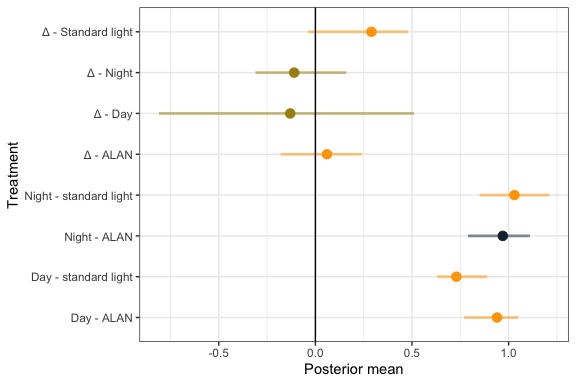 Treatment
Δ - Standard light
Δ - Night
Δ - Day
Δ - ALAN
Night - standard light
Night - ALAN
Day - standard light
Day - ALAN
-0.5 0.0 0.5 1.0
Posterior mean